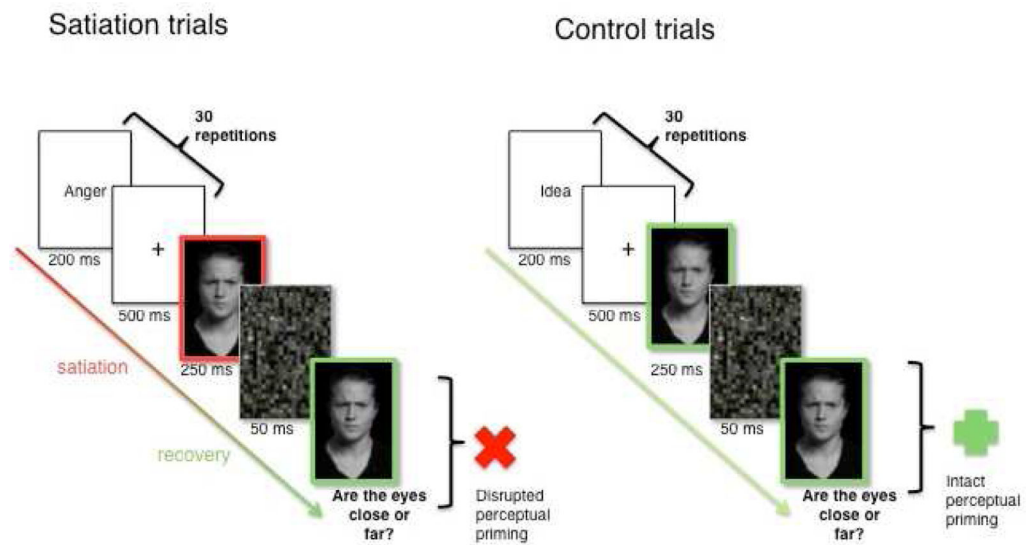 Satiation trials
30
repetitions
Anger
200 ms
+
500 ms
250 ms
satiation
50 ms
recovery
Are the eyes
close or
far?
Disrupted
perceptual
priming
Control trials
30
repetitions
Idea
200 ms
+
500 ms
250 ms
50 ms
Are the eyes
close or
far?
Intact
perceptual
priming